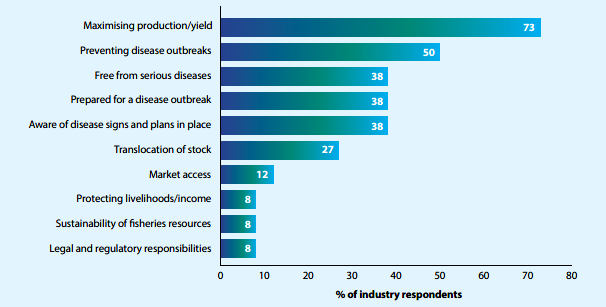 Maximising production/yield 73
Preventing disease outbreaks 50
Free from serious diseases 38
Prepared for a disease outbreak 38
Aware of disease signs and plans in place 38
Translocation of stock 27
Market access 12
Protecting livelihoods/income 8
Sustainability of fisheries resources 8
Legal and regulatory responsibilities 8
0 10 20 30 40 50 60 70 80
% of industry respondents